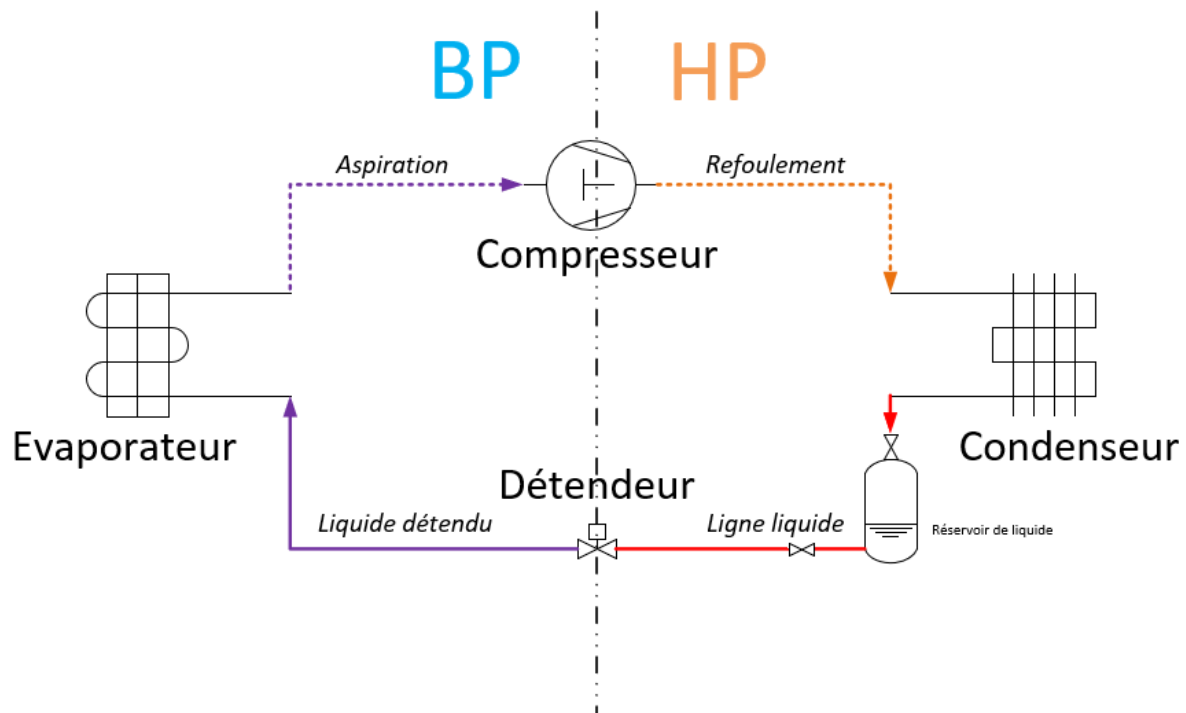 BP
HP
Aspiration
Refoulement
Compresseur
Evaporateur
Condenseur
Détendeur
Liquide détendu
Ligne liquide
Réservoir de liquide